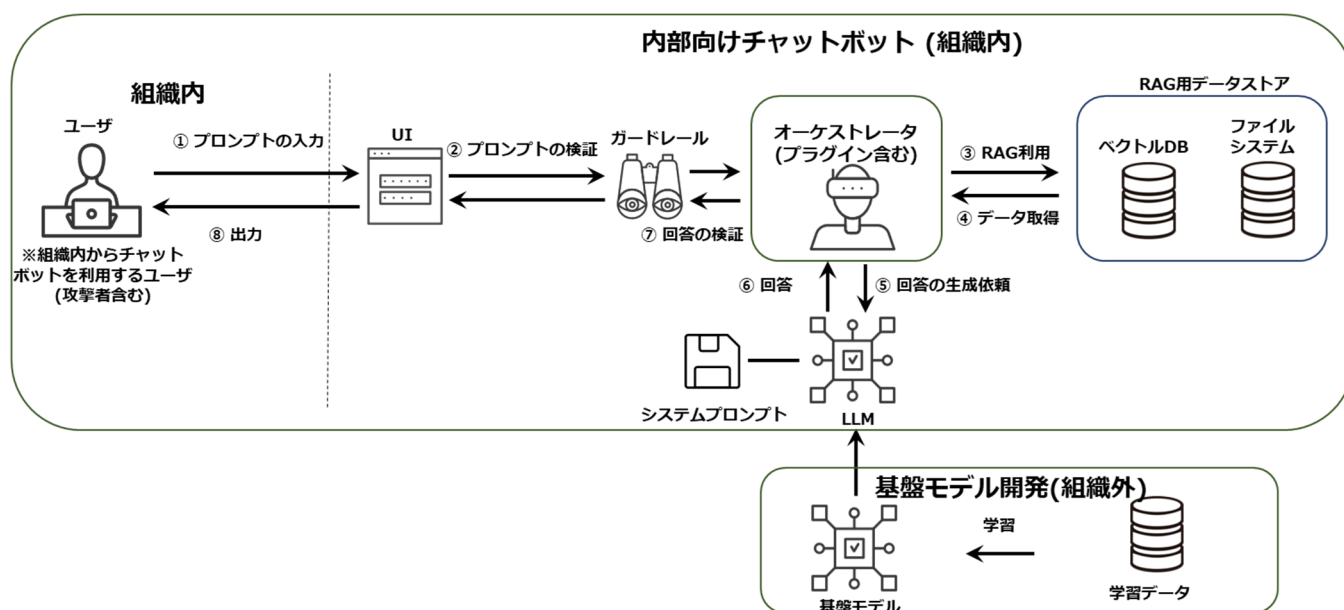 内部向けチャットボット (組織内)
組織内
RAG用データストア
ユーザ
① プロンプトの入力
UI
② プロンプトの検証
ガードレール
オーケストレータ
(プラグイン含む)
③ RAG利用
ベクトルDB
ファイル
システム
⑧ 出力
⑦ 回答の検証
④ データ取得
※組織内からチャット
ボットを利用するユーザ
(攻撃者含む)
⑥ 回答
⑤ 回答の生成依頼
システムプロンプト
LLM
基盤モデル開発(組織外)
学習
学習データ
基盤モデル